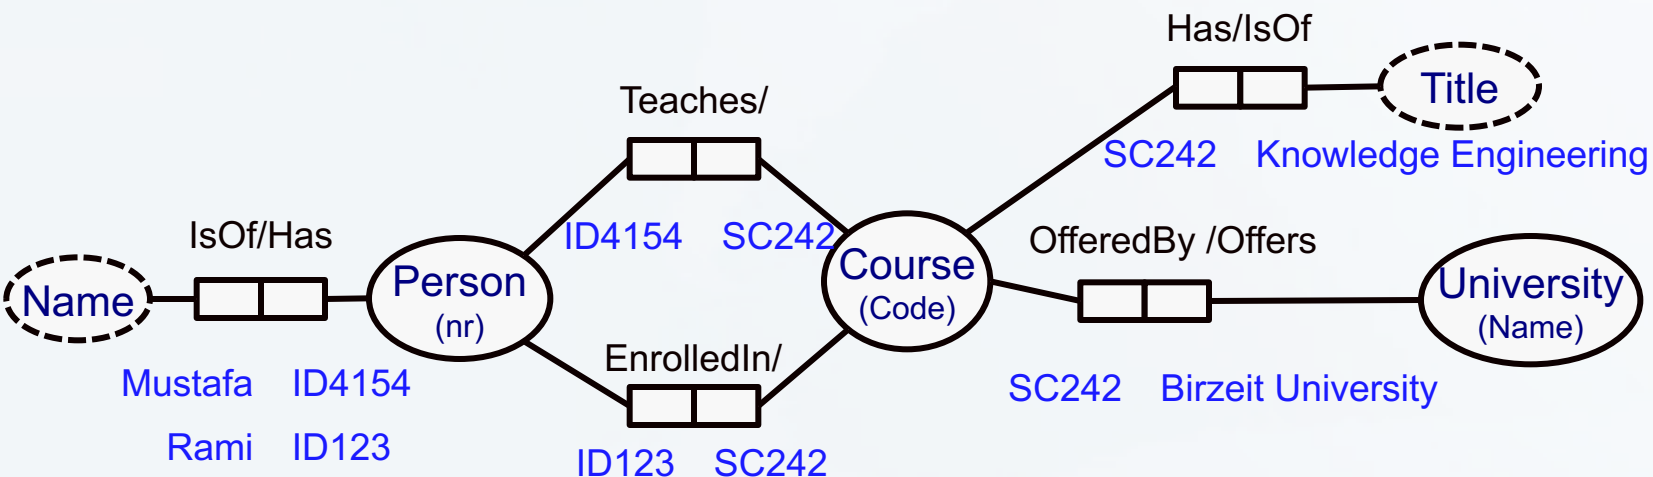 Has/IsOf
Title
Teaches/
SC242 Knowledge Engineering
IsOf/Has
ID4154 SC242
OfferedBy /Offers
Name
Person
(nr)
Course
(Code)
University
(Name)
EnrolledIn/
Mustafa ID4154
SC242 Birzeit University
Rami ID123
ID123 SC242